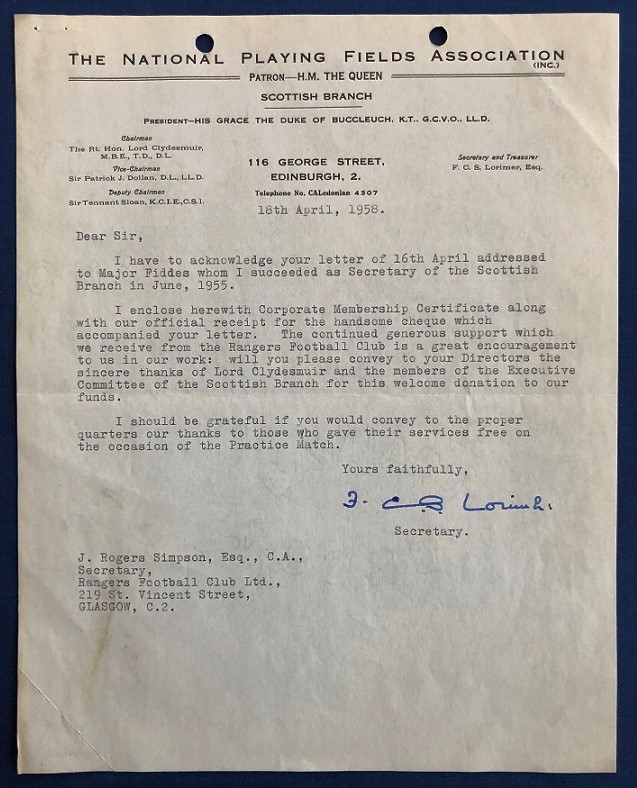 THE NATIONAL PLAYING FIELDS ASSOCIATION
(INC.)
PATRON—H.M. THE QUEEN
SCOTTISH BRANCH
PRESIDENT—HIS GRACE THE DUKE OF BUCCLEUCH, K.T., G.C.V.O., LL.D.
Chairman
The Rt. Hon. Lord Clydesmuir,
M.B.E., T.D., D.L.
Vice-Chairman
Sir Patrick J. Dollan, D.L., LL.D.
Deputy Chairman
Sir Tennant Sloan, K.C.I.E., C.S.I.
116 GEORGE STREET,
EDINBURGH, 2.
Telephone No. CALedonian 4307
Secretary and Treasurer
F. C. S. Lorimer, Esq.
18th April, 1958.
Dear Sir,
I have to acknowledge your letter of 16th April addressed
to Major Fiddes whom I succeeded as Secretary of the Scottish
Branch in June, 1955.
I enclose herewith Corporate Membership Certificate along
with our official receipt for the handsome cheque which
accompanied your letter. The continued generous support which
we receive from the Rangers Football Club is a great encouragement
to us in our work: will you please convey to your Directors the
sincere thanks of Lord Clydesmuir and the members of the Executive
Committee of the Scottish Branch for this welcome donation to our
funds.
I should be grateful if you would convey to the proper
quarters our thanks to those who gave their services free on
the occasion of the Practice Match.
Yours faithfully,
F. C. S. Lorimer.
Secretary.
J. Rogers Simpson, Esq., C.A.,
Secretary,
Rangers Football Club Ltd.,
219 St. Vincent Street,
GLASGOW, C.2.